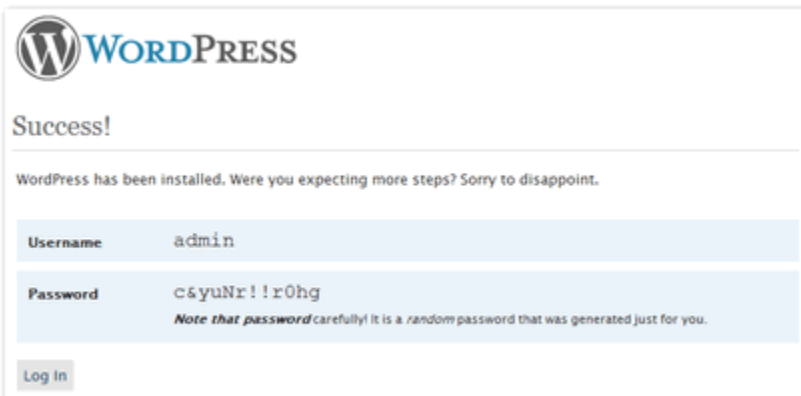 WORDPRESS
Success!
WordPress has been installed. Were you expecting more steps? Sorry to disappoint.
Username admin
Password c&yuNr!!r0hg
Note that password carefully! It is a random password that was generated just for you.
Log In